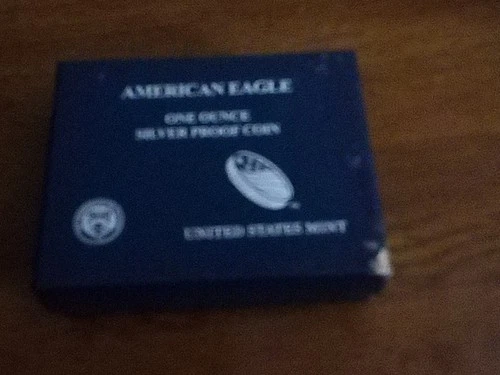 AMERICAN EAGLE
ONE OUNCE
SILVER PROOF COIN
UNITED STATES MINT